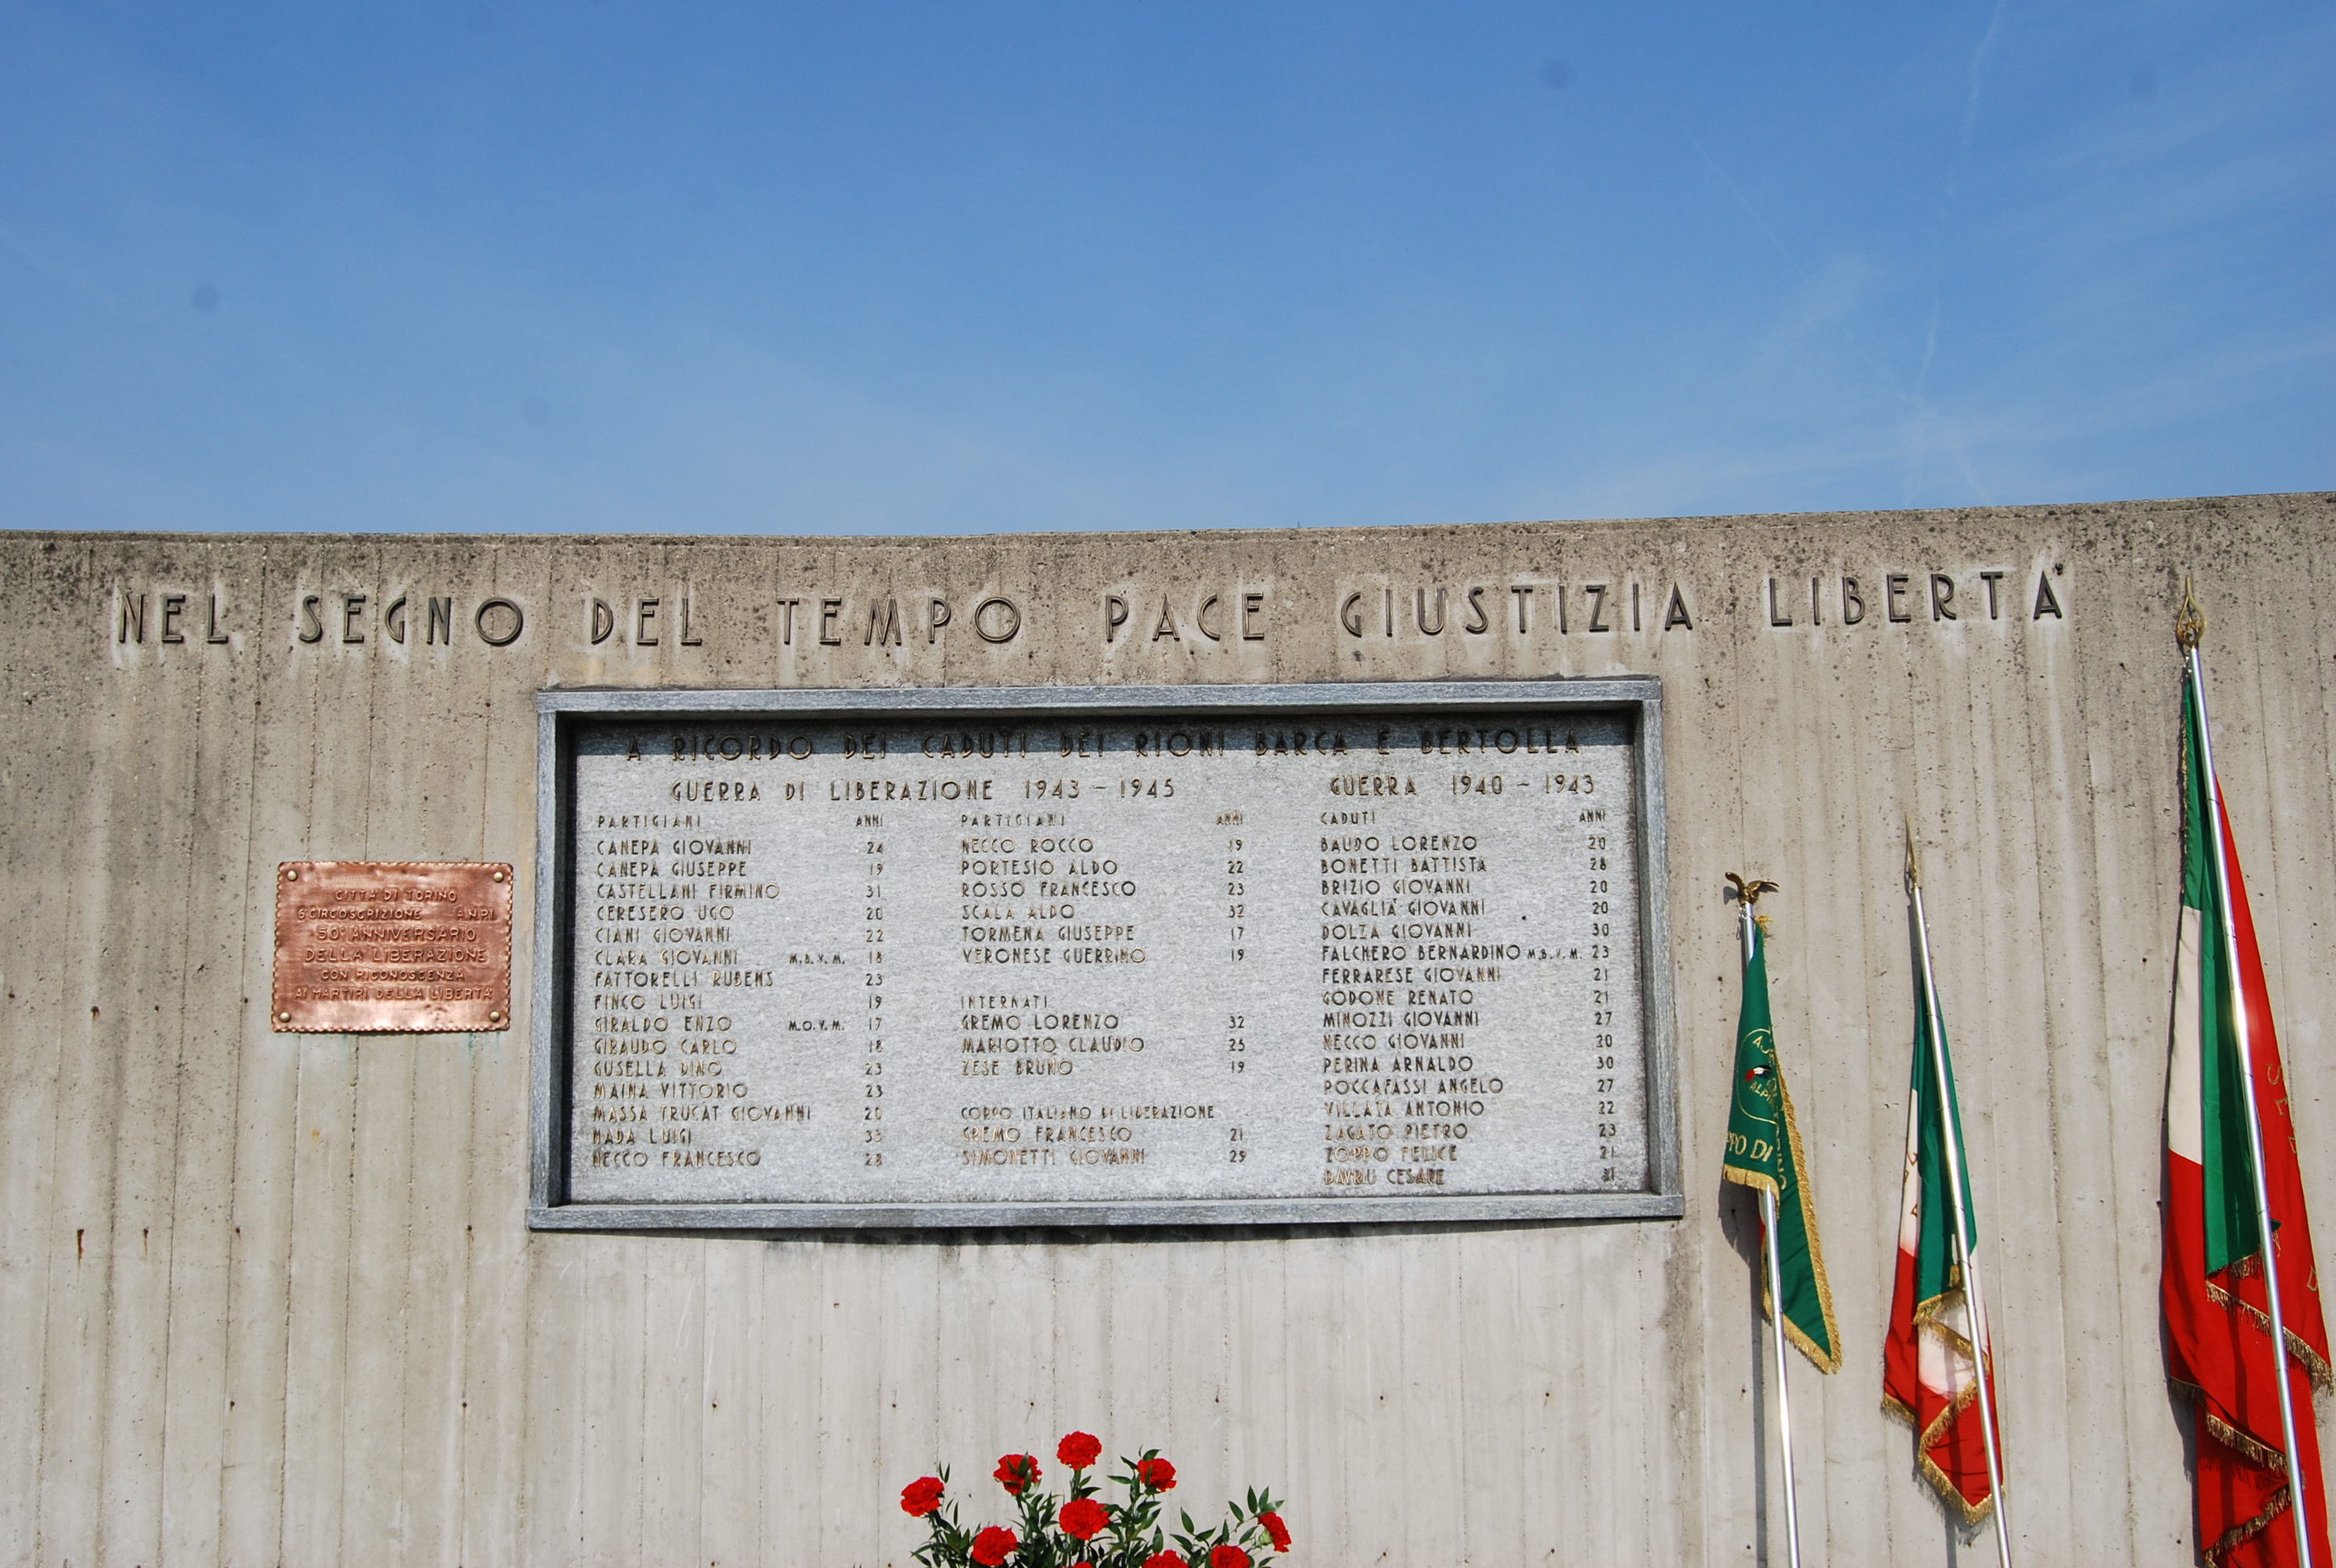 NEL SEGNO DEL TEMPO PACE GIUSTIZIA LIBERTA'
A RICORDO DEI CADUTI DEI RIONI BARCA E BERTOLLA
GUERRA DI LIBERAZIONE 1943 - 1945
PARTIGIANI ANNI
CANEPA GIOVANNI 24
CANEPA GIUSEPPE 19
CASTELLANI FIRMINO 31
CERESERO UGO 20
CIANI GIOVANNI 22
CLARA GIOVANNI M.B.V.M. 18
FATTORELLI RUBENS 23
FINCO LUIGI 19
GIRALDO ENZO M.O.V.M. 17
GIBAUDO CARLO 18
GUSELLA DINO 23
MAINA VITTORIO 23
MASSA TRUCAT GIOVANNI 20
NADA LUIGI 33
NECCO FRANCESCO 28
PARTIGIANI ANNI
NECCO ROCCO 19
PORTESIO ALDO 22
ROSSO FRANCESCO 23
SCALA ALDO 32
TORMENA GIUSEPPE 17
VERONESE GUERRINO 19
INTERNATI
GREMO LORENZO 32
MARIOTTO CLAUDIO 25
ZESE BRUNO 19
CORPO ITALIANO DI LIBERAZIONE
GREMO FRANCESCO 21
SIMONETTI GIOVANNI 29
GUERRA 1940 - 1943
CADUTI ANNI
BAUDO LORENZO 20
BONETTI BATTISTA 28
BRIZIO GIOVANNI 20
CAVAGLIA' GIOVANNI 20
DOLZA GIOVANNI 30
FALCHERO BERNARDINO M.B.V.M. 23
FERRARESE GIOVANNI 21
GODONE RENATO 21
MINOZZI GIOVANNI 27
NECCO GIOVANNI 20
PERINA ARNALDO 30
ROCCAFASSI ANGELO 27
VILLATA ANTONIO 22
ZAGATO PIETRO 23
ZOPPO FELICE 21
CESARE 31
CITTA' DI TORINO
6 CIRCOSCRIZIONE A.N.P.I.
50° ANNIVERSARIO
DELLA LIBERAZIONE
CON RICONOSCENZA
AI MARTIRI DELLA LIBERTA'